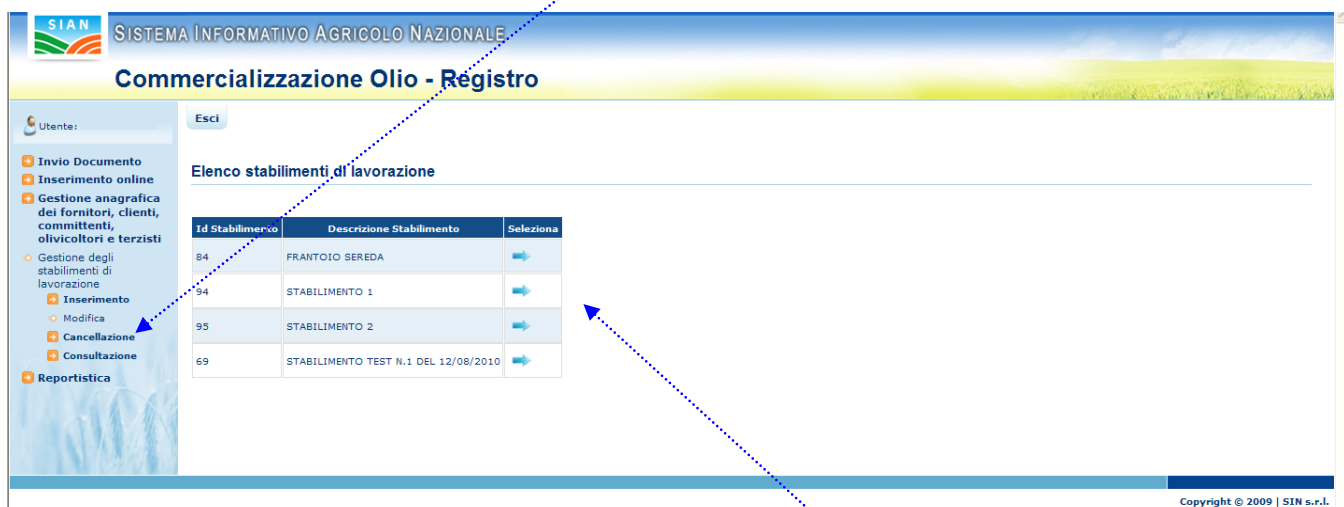 SIAN
SISTEMA INFORMATIVO AGRICOLO NAZIONALE
Commercializzazione Olio - Registro
Utente:
Esci
Invio Documento
Inserimento online
Gestione anagrafica
dei fornitori, clienti,
committenti,
olivicoltori e terzisti
Gestione degli
stabilimenti di
lavorazione
Inserimento
Modifica
Cancellazione
Consultazione
Reportistica
Elenco stabilimenti di lavorazione
Id Stabilimento Descrizione Stabilimento Seleziona
84 FRANTOIO SEREDA
94 STABILIMENTO 1
95 STABILIMENTO 2
69 STABILIMENTO TEST N.1 DEL 12/08/2010
Copyright © 2009 | SIN s.r.l.